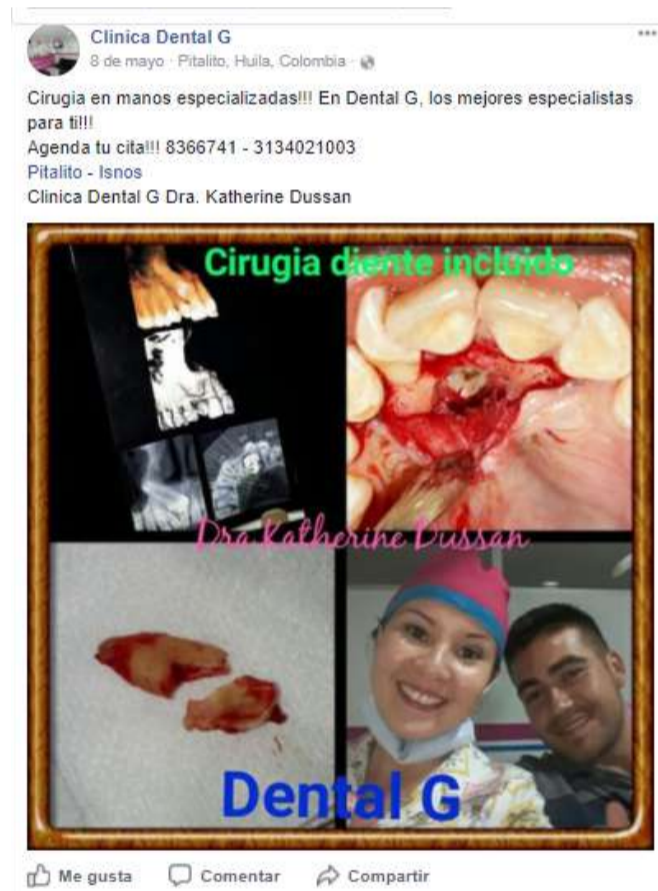 Clinica Dental G
8 de mayo · Pitalito, Huila, Colombia ·
Cirugia en manos especializadas!!! En Dental G, los mejores especialistas
para ti!!!
Agenda tu cita!!! 8366741 - 3134021003
Pitalito - Isnos
Clinica Dental G Dra. Katherine Dussan
Cirugia diente incluido
Dra Katherine Dussan
Dental G
Me gusta Comentar Compartir